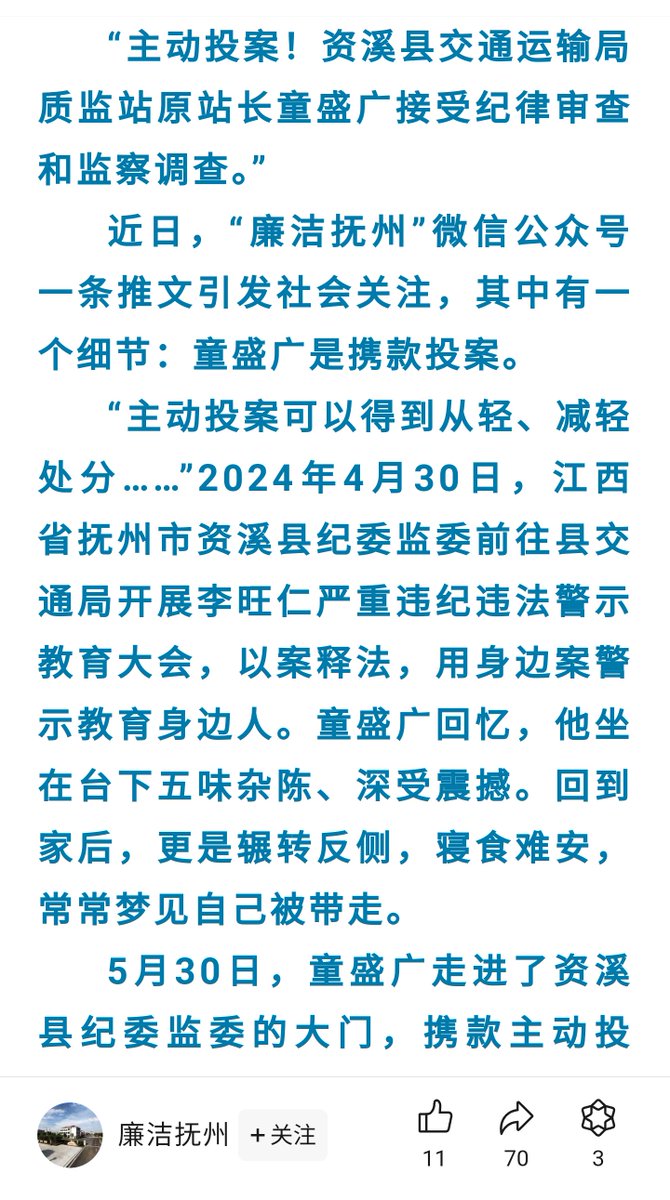 “主动投案！资溪县交通运输局
质监站原站长童盛广接受纪律审查
和监察调查。”
近日，“廉洁抚州”微信公众号
一条推文引发社会关注，其中有一
个细节：童盛广是携款投案。
“主动投案可以得到从轻、减轻
处分……”2024年4月30日，江西
省抚州市资溪县纪委监委前往县交
通局开展李旺仁严重违纪违法警示
教育大会，以案释法，用身边案警
示教育身边人。童盛广回忆，他坐
在台下五味杂陈、深受震撼。回到
家后，更是辗转反侧，寝食难安，
常常梦见自己被带走。
5月30日，童盛广走进了资溪
县纪委监委的大门，携款主动投
廉洁抚州 +关注
11 70 3